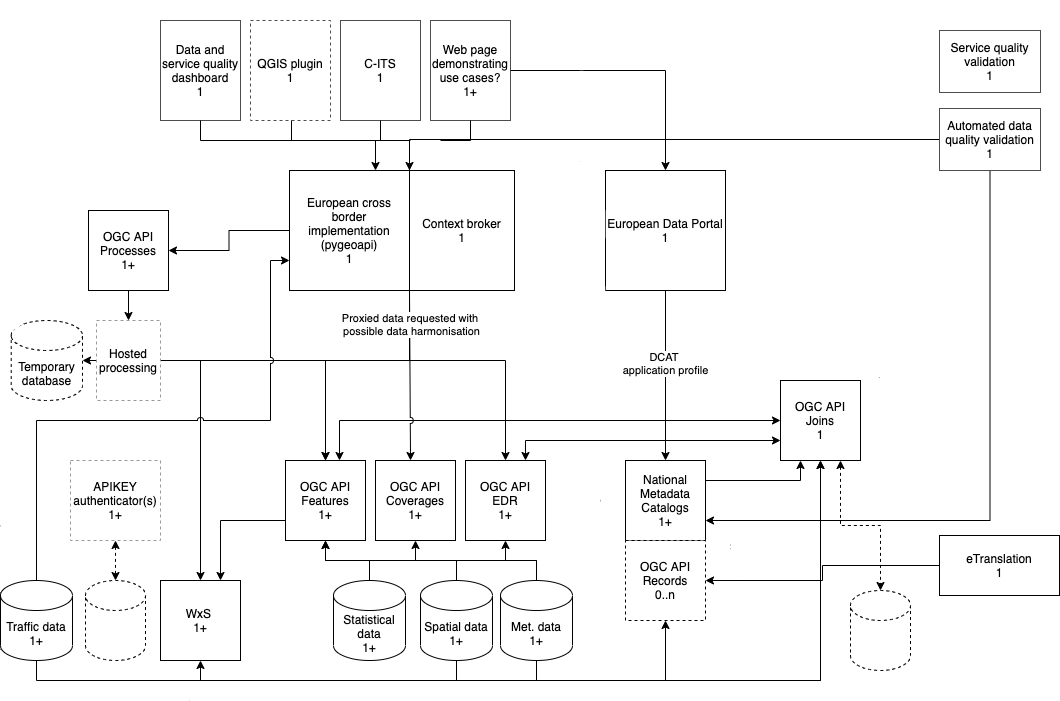 Data and
service quality
dashboard
1
QGIS plugin
1
C-ITS
1
Web page
demonstrating
use cases?
1+
Service quality
validation
1
Automated data
quality validation
1
European cross
border
implementation
(pygeoapi)
1
Context broker
1
European Data Portal
1
OGC API
Processes
1+
Proxied data requested with
possible data harmonisation
Hosted
processing
Temporary
database
DCAT
application profile
OGC API
Joins
1
APIKEY
authenticator(s)
1+
OGC API
Features
1+
OGC API
Coverages
1+
OGC API
EDR
1+
National
Metadata
Catalogs
1+
OGC API
Records
0..n
eTranslation
1
Traffic data
1+
WxS
1+
Statistical
data
1+
Spatial data
1+
Met. data
1+